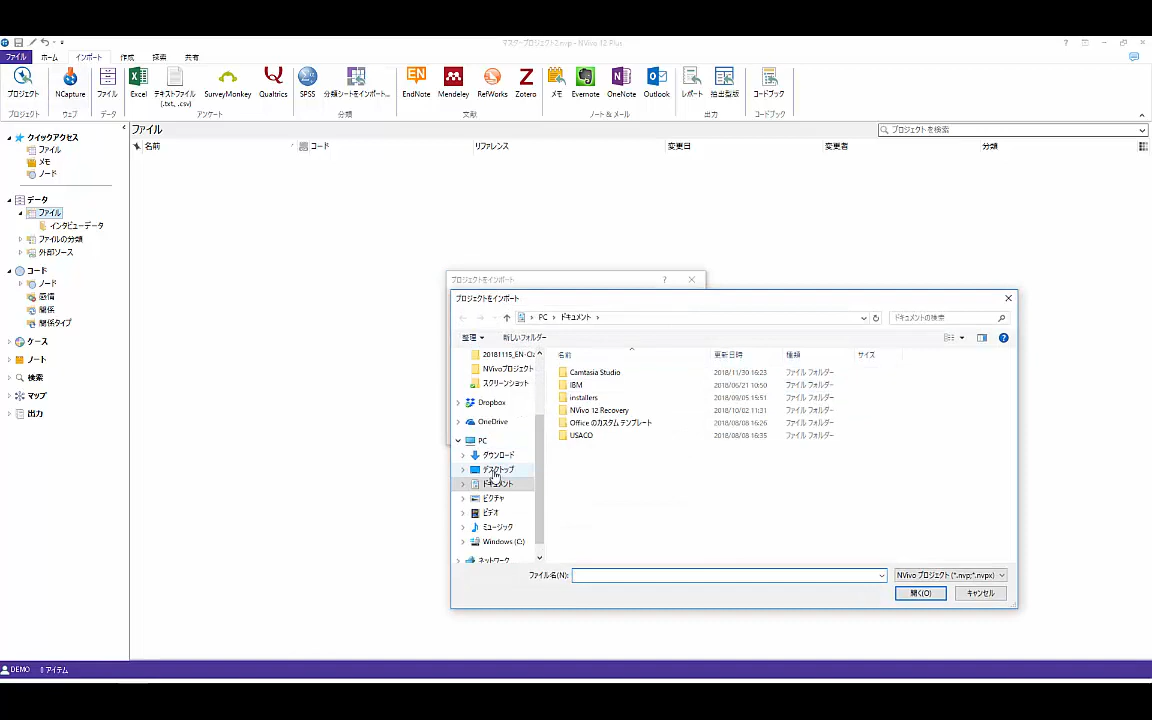 マスタープロジェクト2.nvp - NVivo 12 Plus
ファイル ホーム インポート 作成 探索 共有
プロジェクト NCapture ファイル Excel テキストファイル (.txt, .csv) SurveyMonkey Qualtrics SPSS 分類シートをインポート... EndNote Mendeley RefWorks Zotero メモ Evernote OneNote Outlook レポート 抽出型版 コードブック
プロジェクト ウェブ データ アンケート 分類 文献 ノート & メール 出力 コードブック
クイックアクセス
ファイル
メモ
ノード
データ
ファイル
インタビューデータ
ファイルの分類
外部ソース
コード
ノード
感情
関係
関係タイプ
ケース
ノート
検索
マップ
出力
ファイル
プロジェクトを検索
名前 コード リファレンス 変更日 変更者 分類
プロジェクトをインポート
プロジェクトをインポート
PC › ドキュメント ›
ドキュメントの検索
整理 新しいフォルダー
20181115_EN-Cla
NVivoプロジェクト
スクリーンショット
Dropbox
OneDrive
PC
ダウンロード
デスクトップ
ドキュメント
ピクチャ
ビデオ
ミュージック
Windows (C:)
ネットワーク
名前 更新日時 種類 サイズ
Camtasia Studio 2018/11/30 16:23 ファイル フォルダー
IBM 2018/06/21 10:50 ファイル フォルダー
installers 2018/09/05 15:51 ファイル フォルダー
NVivo 12 Recovery 2018/10/02 11:31 ファイル フォルダー
Office のカスタム テンプレート 2018/08/08 16:26 ファイル フォルダー
USACO 2018/08/08 16:35 ファイル フォルダー
ファイル名(N):
NVivo プロジェクト (*.nvp;*.nvpx)
開く(O) キャンセル
DEMO 0 アイテム